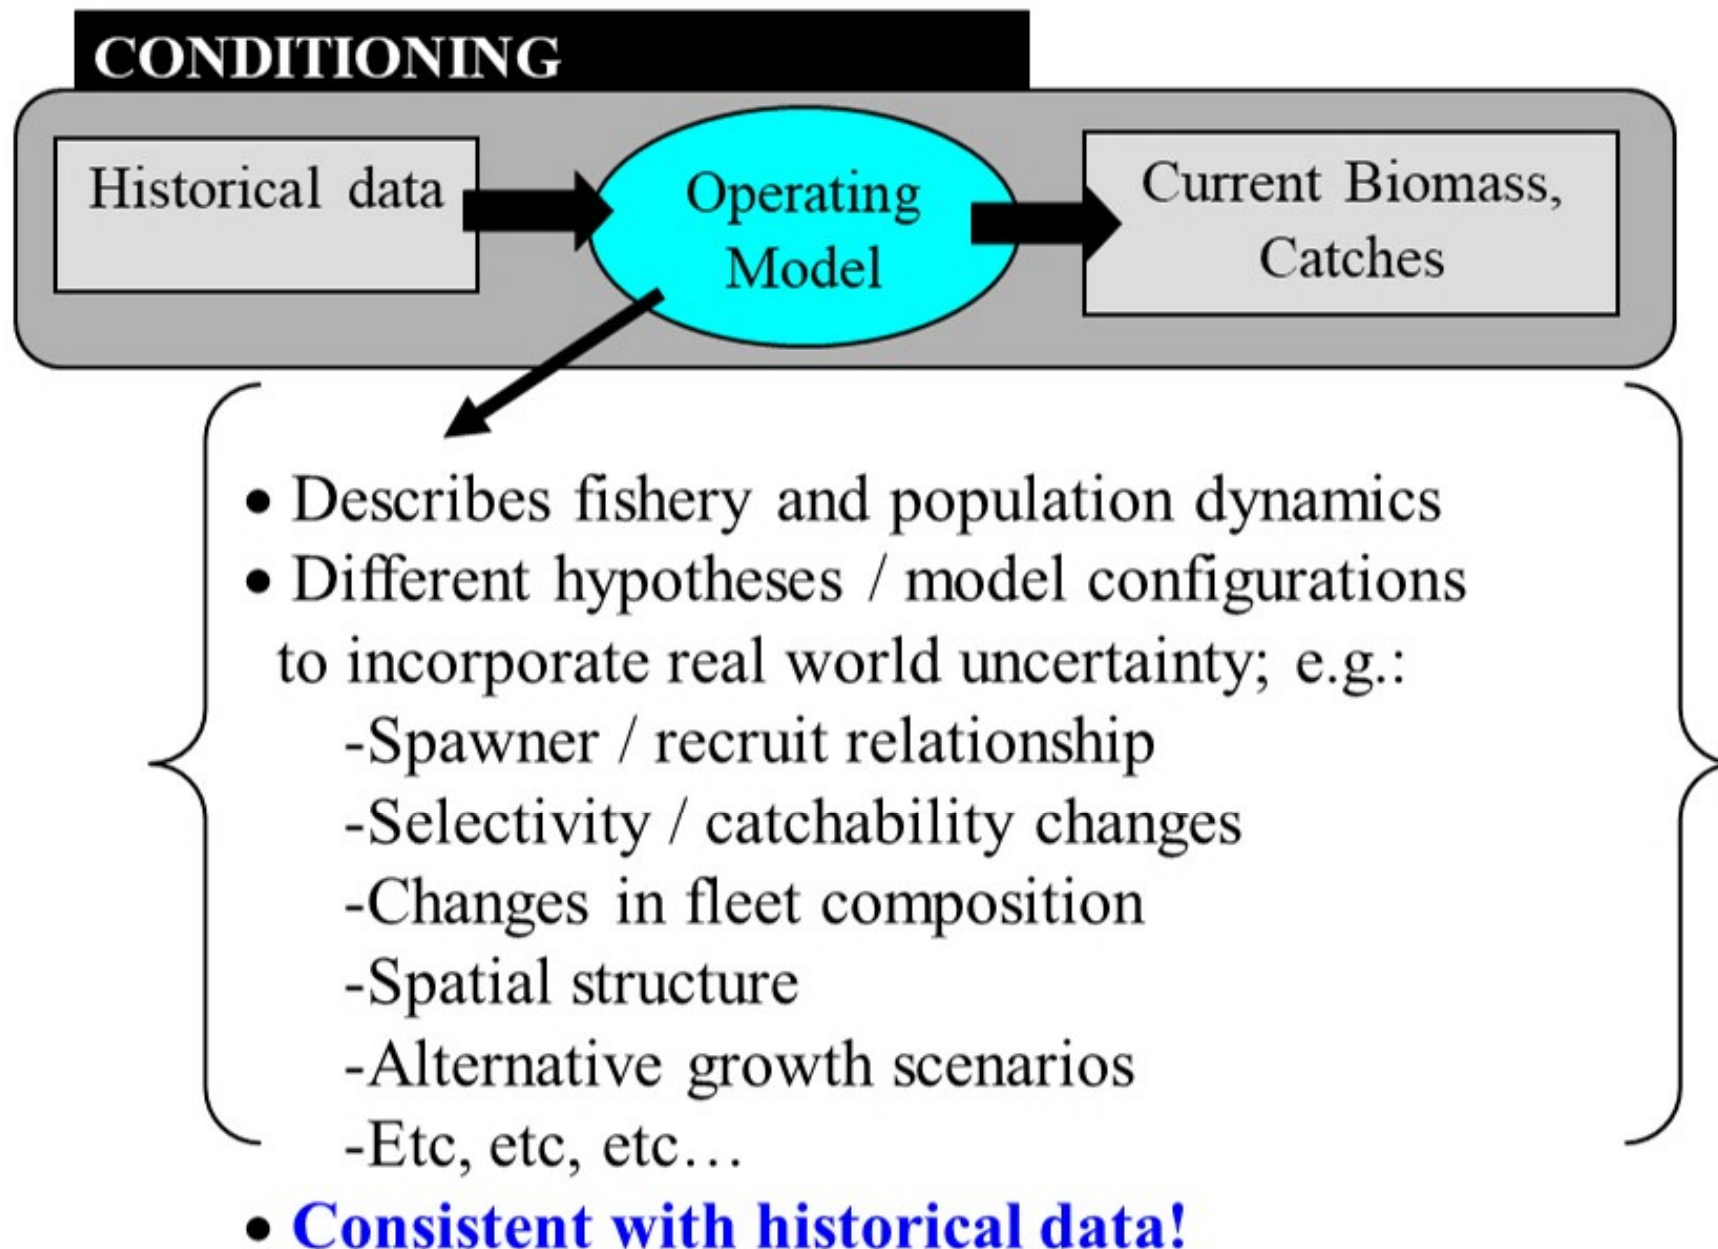 CONDITIONING
Historical data
Operating
Model
Current Biomass,
Catches
• Describes fishery and population dynamics
• Different hypotheses / model configurations
to incorporate real world uncertainty; e.g.:
-Spawner / recruit relationship
-Selectivity / catchability changes
-Changes in fleet composition
-Spatial structure
-Alternative growth scenarios
-Etc, etc, etc…
• Consistent with historical data!